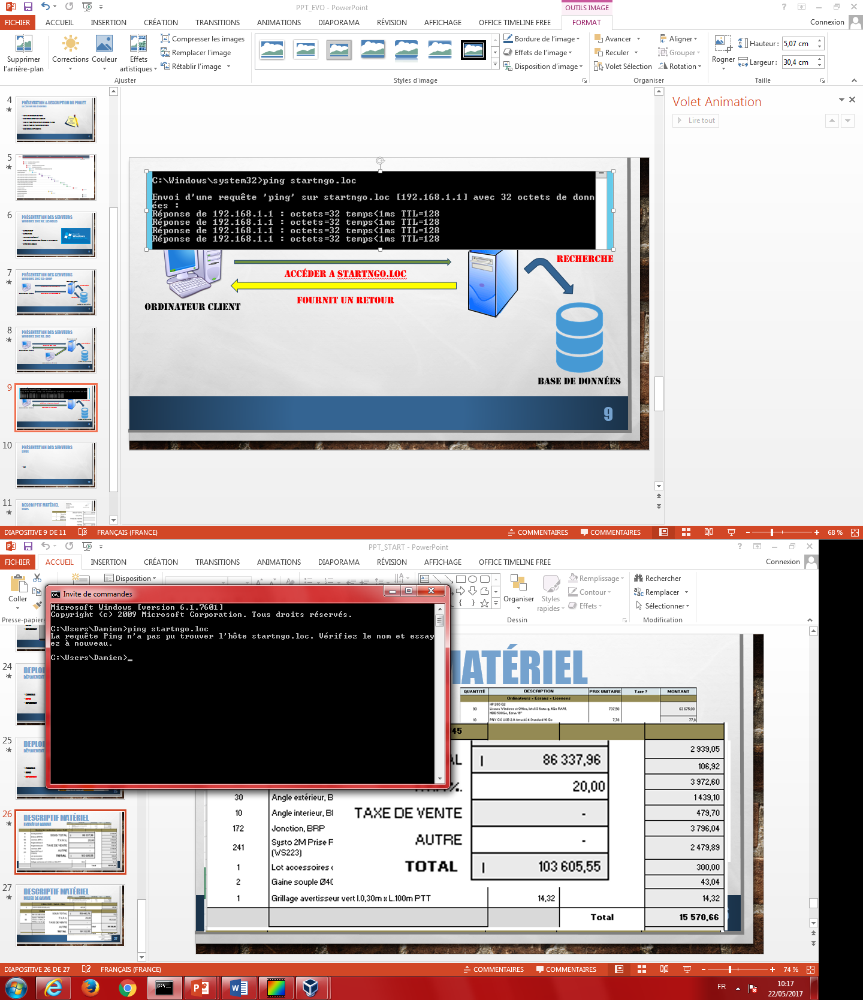 PPT_EVO - PowerPoint
OUTILS IMAGE
?
FICHIER ACCUEIL INSERTION CRÉATION TRANSITIONS ANIMATIONS DIAPORAMA RÉVISION AFFICHAGE OFFICE TIMELINE FREE FORMAT
Connexion
Supprimer
l'arrière-plan
Corrections
Couleur
Effets
artistiques
Compresser les images
Remplacer l'image
Rétablir l'image
Ajuster
Styles d'image
Bordure de l'image
Effets de l'image
Disposition d'image
Avancer
Reculer
Volet Sélection
Aligner
Grouper
Rotation
Organiser
Rogner
Hauteur : 5,07 cm
Largeur : 30,4 cm
Taille
4
PRÉSENTATION & DESCRIPTION DU PROJET
5
6
PRÉSENTATION DES SERVEURS
7
PRÉSENTATION DES SERVEURS
8
PRÉSENTATION DES SERVEURS
9
10
PRÉSENTATION DES SERVEURS
11
DESCRIPTIF MATÉRIEL
DEVIS
C:\Windows\system32>ping startngo.loc
Envoi d'une requête 'ping' sur startngo.loc [192.168.1.1] avec 32 octets de donn
ées :
Réponse de 192.168.1.1 : octets=32 temps<1ms TTL=128
Réponse de 192.168.1.1 : octets=32 temps<1ms TTL=128
Réponse de 192.168.1.1 : octets=32 temps<1ms TTL=128
Réponse de 192.168.1.1 : octets=32 temps<1ms TTL=128
RECHERCHE
ACCÉDER A STARTNGO.LOC
FOURNIT UN RETOUR
ORDINATEUR CLIENT
BASE DE DONNÉES
9
Volet Animation
Lire tout
DIAPOSITIVE 9 DE 11 FRANÇAIS (FRANCE)
COMMENTAIRES COMMENTAIRES 68 %
PPT_START - PowerPoint
?
FICHIER ACCUEIL INSERTION CRÉATION TRANSITIONS ANIMATIONS DIAPORAMA RÉVISION AFFICHAGE OFFICE TIMELINE FREE
Connexion
Coller
Presse-papiers
Disposition
Organiser
Styles
rapides
Remplissage
Contour
Effets
Dessin
Rechercher
Remplacer
Sélectionner
Modification
Invite de commandes
Microsoft Windows [version 6.1.7601]
Copyright (c) 2009 Microsoft Corporation. Tous droits réservés.
C:\Users\Damien>ping startngo.loc
La requête Ping n'a pas pu trouver l'hôte startngo.loc. Vérifiez le nom et essay
ez à nouveau.
C:\Users\Damien>_
24
DEPLOI
25
DEPLOI
26
DESCRIPTIF MATÉRIEL
ENTRÉE DE GAMME
27
DESCRIPTIF MATÉRIEL
MILIEU DE GAMME
MATÉRIEL
QUANTITÉ DESCRIPTION PRIX UNITAIRE Taxe ? MONTANT
Ordinateurs + Ecrans + Licences
HP 280 G2
90 Licence Windows et Office, Intel i3 6eme g, 4Go RAM, 707,50 63 675,00
HDD 500Go, Ecran 19"
10 PNY Clé USB 2.0 Attaché 4 Standard 16 Go 7,78 77,8
45
2 939,05
AL 86 337,96
106,92
20,00 3 972,60
30 Angle extérieur, B 1 439,10
10 Angle interieur, BI TAXE DE VENTE - 479,70
172 Jonction, BRP 3 796,04
AUTRE -
241 Systo 2M Prise F 2 479,89
(WS223)
1 Lot accessoires c TOTAL 103 605,55 300,00
2 Gaine souple Ø40 43,04
1 Grillage avertisseur vert l.0,30m x L.100m PTT 14,32 14,32
Total 15 570,66
DIAPOSITIVE 26 DE 27 FRANÇAIS (FRANCE)
COMMENTAIRES COMMENTAIRES 74 %
FR
10:17
22/05/2017